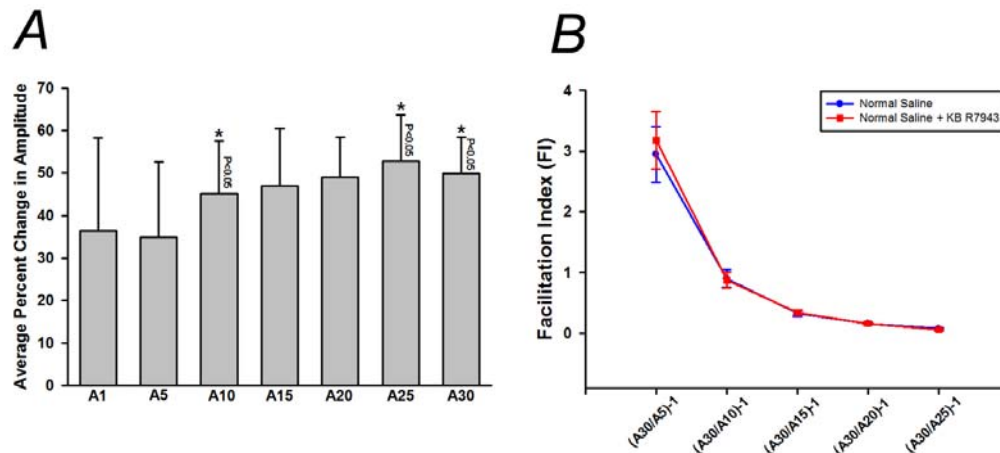 A
Average Percent Change in Amplitude
70
60
50
40
30
20
10
0
*
P<0.05
*
P<0.05
*
P<0.05
A1 A5 A10 A15 A20 A25 A30
B
Facilitation Index (FI)
4
3
2
1
0
Normal Saline
Normal Saline + KB R7943
(A30/A5)-1
(A30/A10)-1
(A30/A15)-1
(A30/A20)-1
(A30/A25)-1